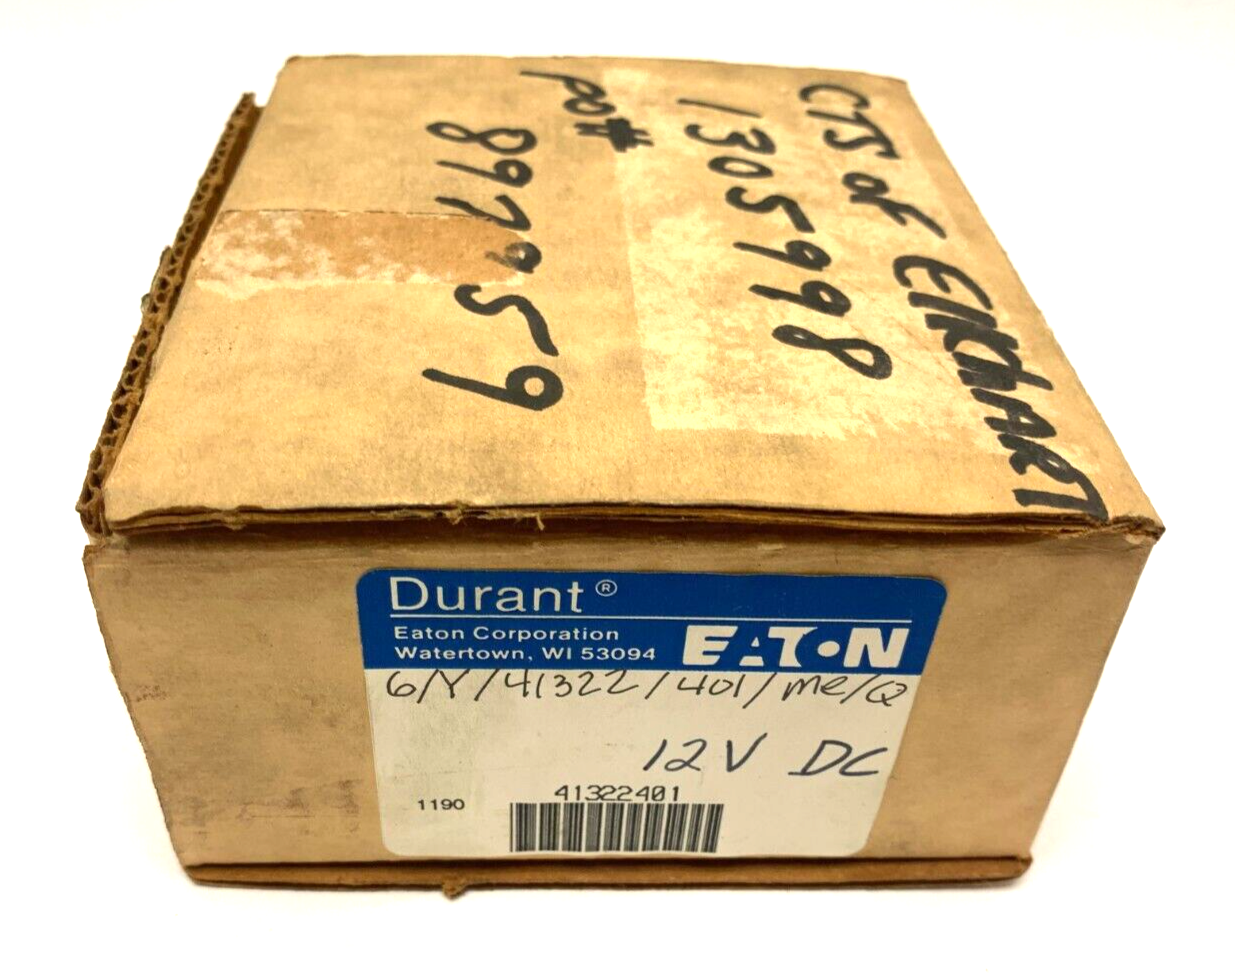 CTS of ElKHART
1305998
PO#
897959
Durant®
Eaton Corporation
Watertown, WI 53094
EATON
6/Y/41322/401/me/Q
12V DC
41322401
1190